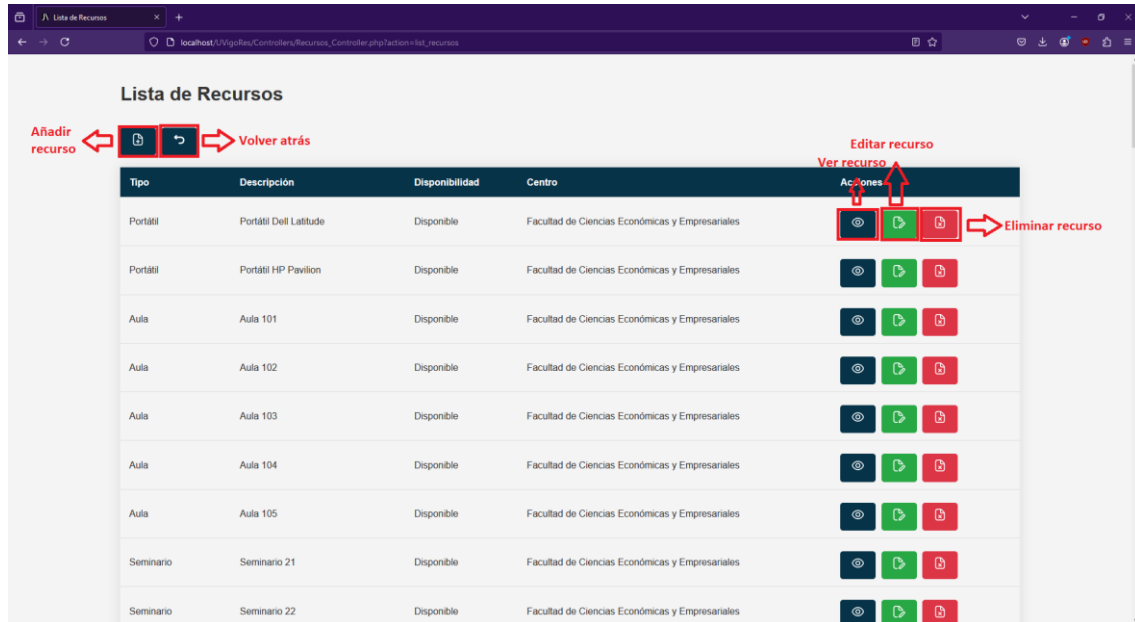 Lista de Recursos
localhost/UVigoRes/Controllers/Recursos_Controller.php?action=list_recursos
Lista de Recursos
Añadir
recurso
Volver atrás
Editar recurso
Ver recurso
Tipo Descripción Disponibilidad Centro Acciones
Portátil Portátil Dell Latitude Disponible Facultad de Ciencias Económicas y Empresariales
Eliminar recurso
Portátil Portátil HP Pavilion Disponible Facultad de Ciencias Económicas y Empresariales
Aula Aula 101 Disponible Facultad de Ciencias Económicas y Empresariales
Aula Aula 102 Disponible Facultad de Ciencias Económicas y Empresariales
Aula Aula 103 Disponible Facultad de Ciencias Económicas y Empresariales
Aula Aula 104 Disponible Facultad de Ciencias Económicas y Empresariales
Aula Aula 105 Disponible Facultad de Ciencias Económicas y Empresariales
Seminario Seminario 21 Disponible Facultad de Ciencias Económicas y Empresariales
Seminario Seminario 22 Disponible Facultad de Ciencias Económicas y Empresariales